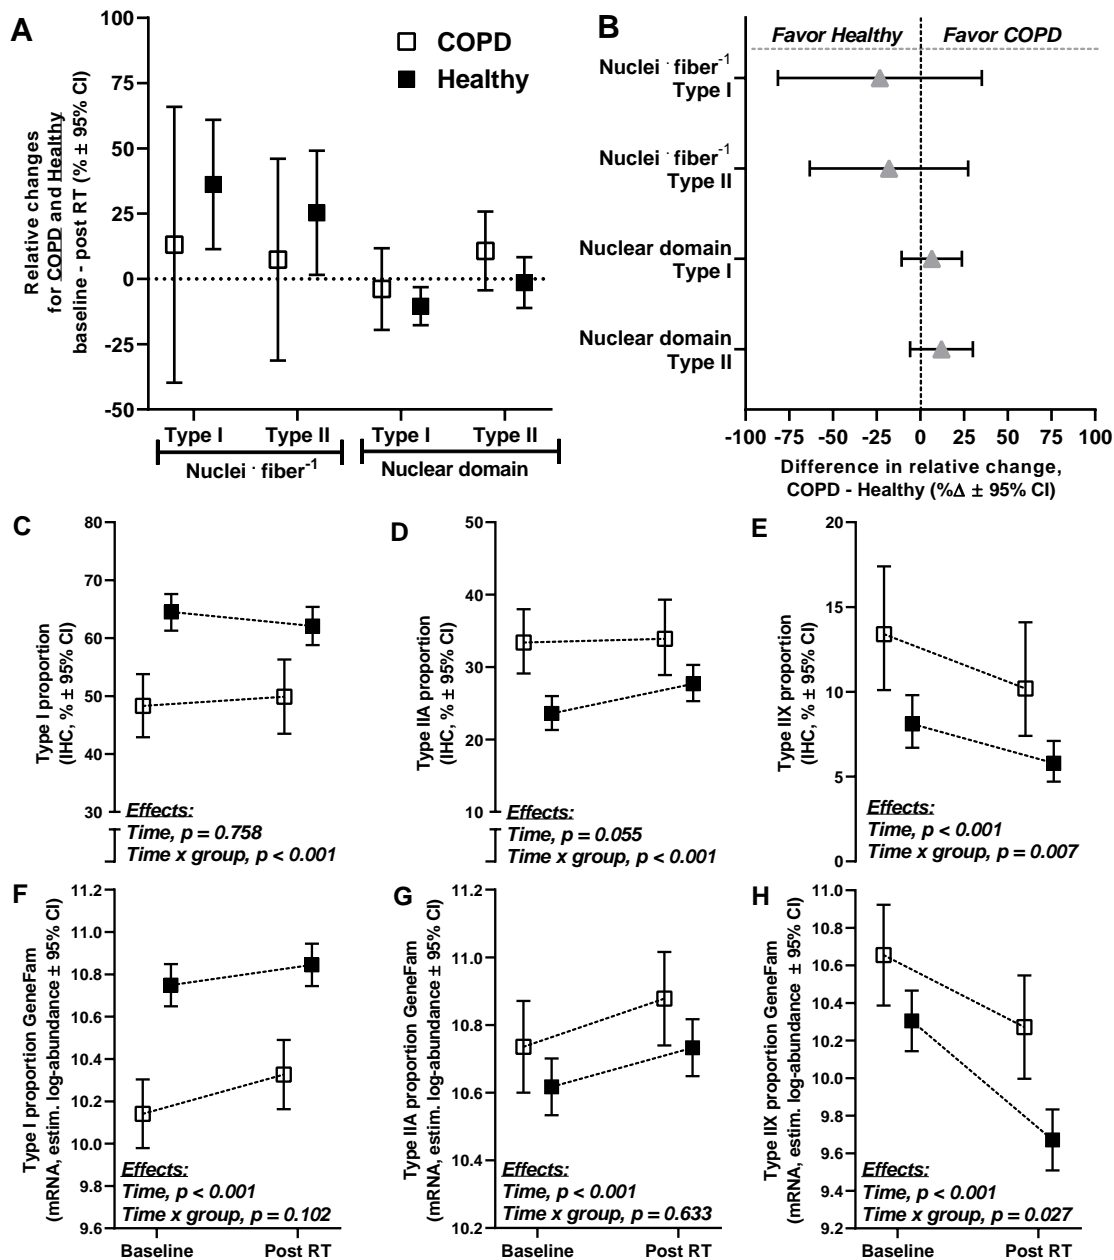 A
Relative changes
for COPD and Healthy
baseline - post RT (% ± 95% CI)
100
75
50
25
0
-25
-50
COPD
Healthy
Type I
Type II
Type I
Type II
Nuclei · fiber⁻¹
Nuclear domain
B
Favor Healthy
Favor COPD
Nuclei · fiber⁻¹
Type I
Nuclei · fiber⁻¹
Type II
Nuclear domain
Type I
Nuclear domain
Type II
-100 -75 -50 -25 0 25 50 75 100
Difference in relative change,
COPD - Healthy (%Δ ± 95% CI)
C
Type I proportion
(IHC, % ± 95% CI)
80
70
60
50
40
30
Effects:
Time, p = 0.758
Time x group, p < 0.001
D
Type IIA proportion
(IHC, % ± 95% CI)
50
40
30
20
10
Effects:
Time, p = 0.055
Time x group, p < 0.001
E
Type IIX proportion
(IHC, % ± 95% CI)
20
15
10
5
0
Effects:
Time, p < 0.001
Time x group, p = 0.007
F
Type I proportion GeneFam
(mRNA, estim. log-abundance ± 95% CI)
11.2
11.0
10.8
10.6
10.4
10.2
10.0
9.8
9.6
Effects:
Time, p < 0.001
Time x group, p = 0.102
Baseline
Post RT
G
Type IIA proportion GeneFam
(mRNA, estim. log-abundance ± 95% CI)
11.2
11.0
10.8
10.6
10.4
10.2
Effects:
Time, p < 0.001
Time x group, p = 0.633
Baseline
Post RT
H
Type IIX proportion GeneFam
(mRNA, estim. log-abundance ± 95% CI)
11.0
10.8
10.6
10.4
10.2
10.0
9.8
9.6
9.4
9.2
Effects:
Time, p < 0.001
Time x group, p = 0.027
Baseline
Post RT